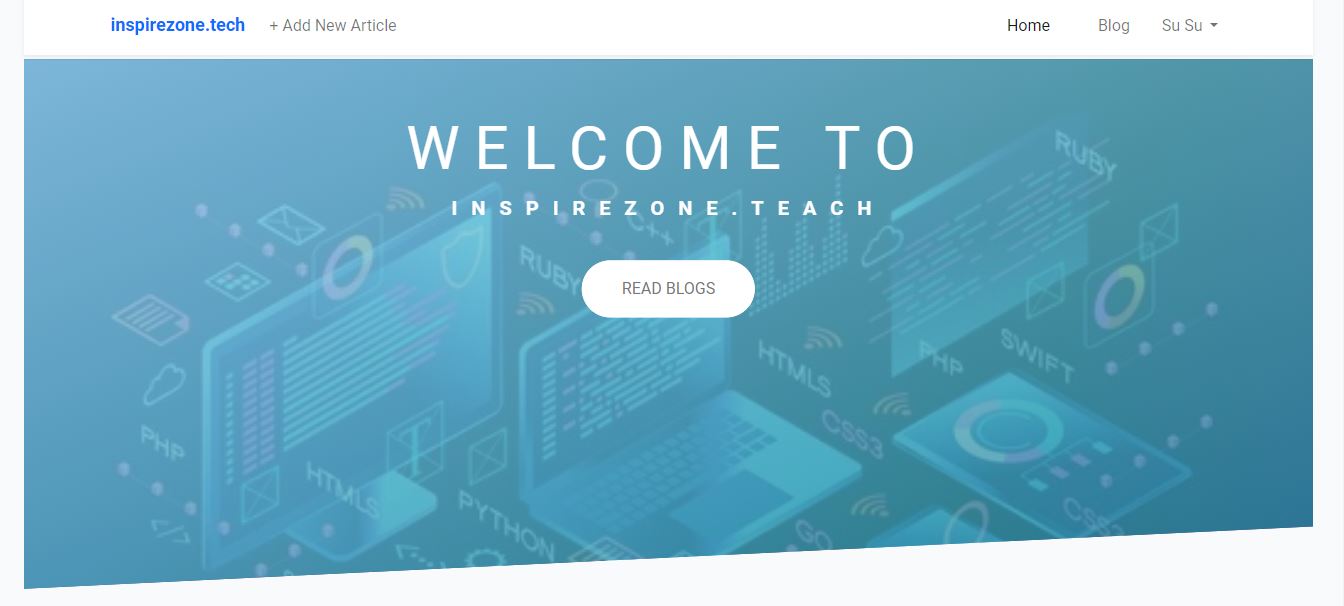 inspirezone.tech + Add New Article Home Blog Su Su
WELCOME TO
INSPIREZONE.TEACH
READ BLOGS
RUBY
C++
RUBY
HTML5
PHP
SWIFT
CSS3
PHP
HTML5
PYTHON
GO
CSS3